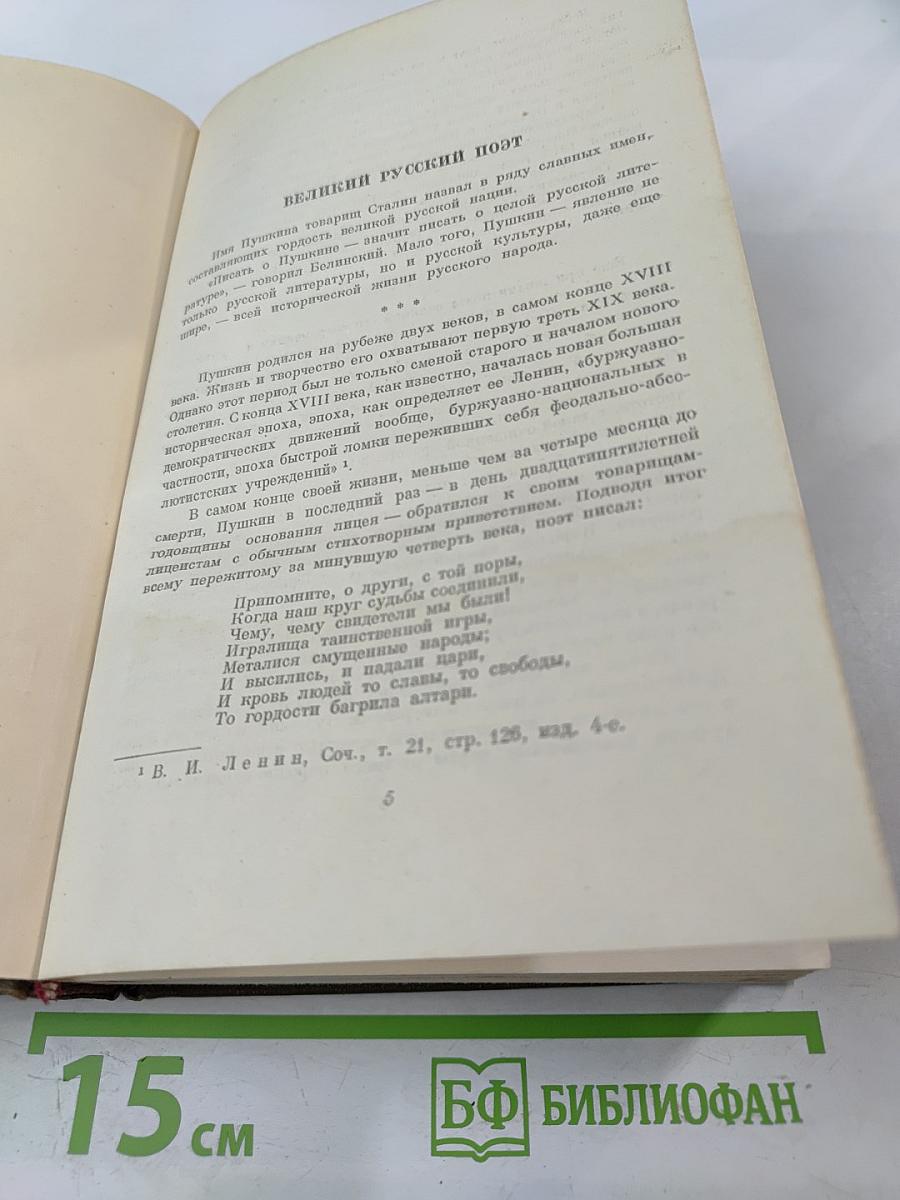 ВЕЛИКИЙ РУССКИЙ ПОЭТ
Имя Пушкина товарищ Сталин назвал в ряду славных имен,
составляющих гордость великой русской нации.
«Писать о Пушкине — значит писать о целой русской лите-
ратуре», — говорил Белинский. Мало того, Пушкин — явление не
только русской литературы, но и русской культуры, даже еще
шире, — всей исторической жизни русского народа.
* * *
Пушкин родился на рубеже двух веков, в самом конце XVIII
века. Жизнь и творчество его охватывают первую треть XIX века.
Однако этот период был не только сменой старого и началом нового
столетия. С конца XVIII века, как известно, началась новая большая
историческая эпоха, эпоха, как определяет ее Ленин, «буржуазно-
демократических движений вообще, буржуазно-национальных в
частности, эпоха быстрой ломки переживших себя феодально-абсо-
лютистских учреждений» ¹.
В самом конце своей жизни, меньше чем за четыре месяца до
смерти, Пушкин в последний раз — в день двадцатипятилетней
годовщины основания лицея — обратился к своим товарищам-
лицеистам с обычным стихотворным приветствием. Подводя итог
всему пережитому за минувшую четверть века, поэт писал:
Припомните, о други, с той поры,
Когда наш круг судьбы соединили,
Чему, чему свидетели мы были!
Игралища таинственной игры,
Металися смущенные народы;
И высились, и падали цари,
И кровь людей то славы, то свободы,
То гордости багрила алтари.
¹ В. И. Ленин, Соч., т. 21, стр. 126, изд. 4-е.
5
15 см
БФ БИБЛИОФАН